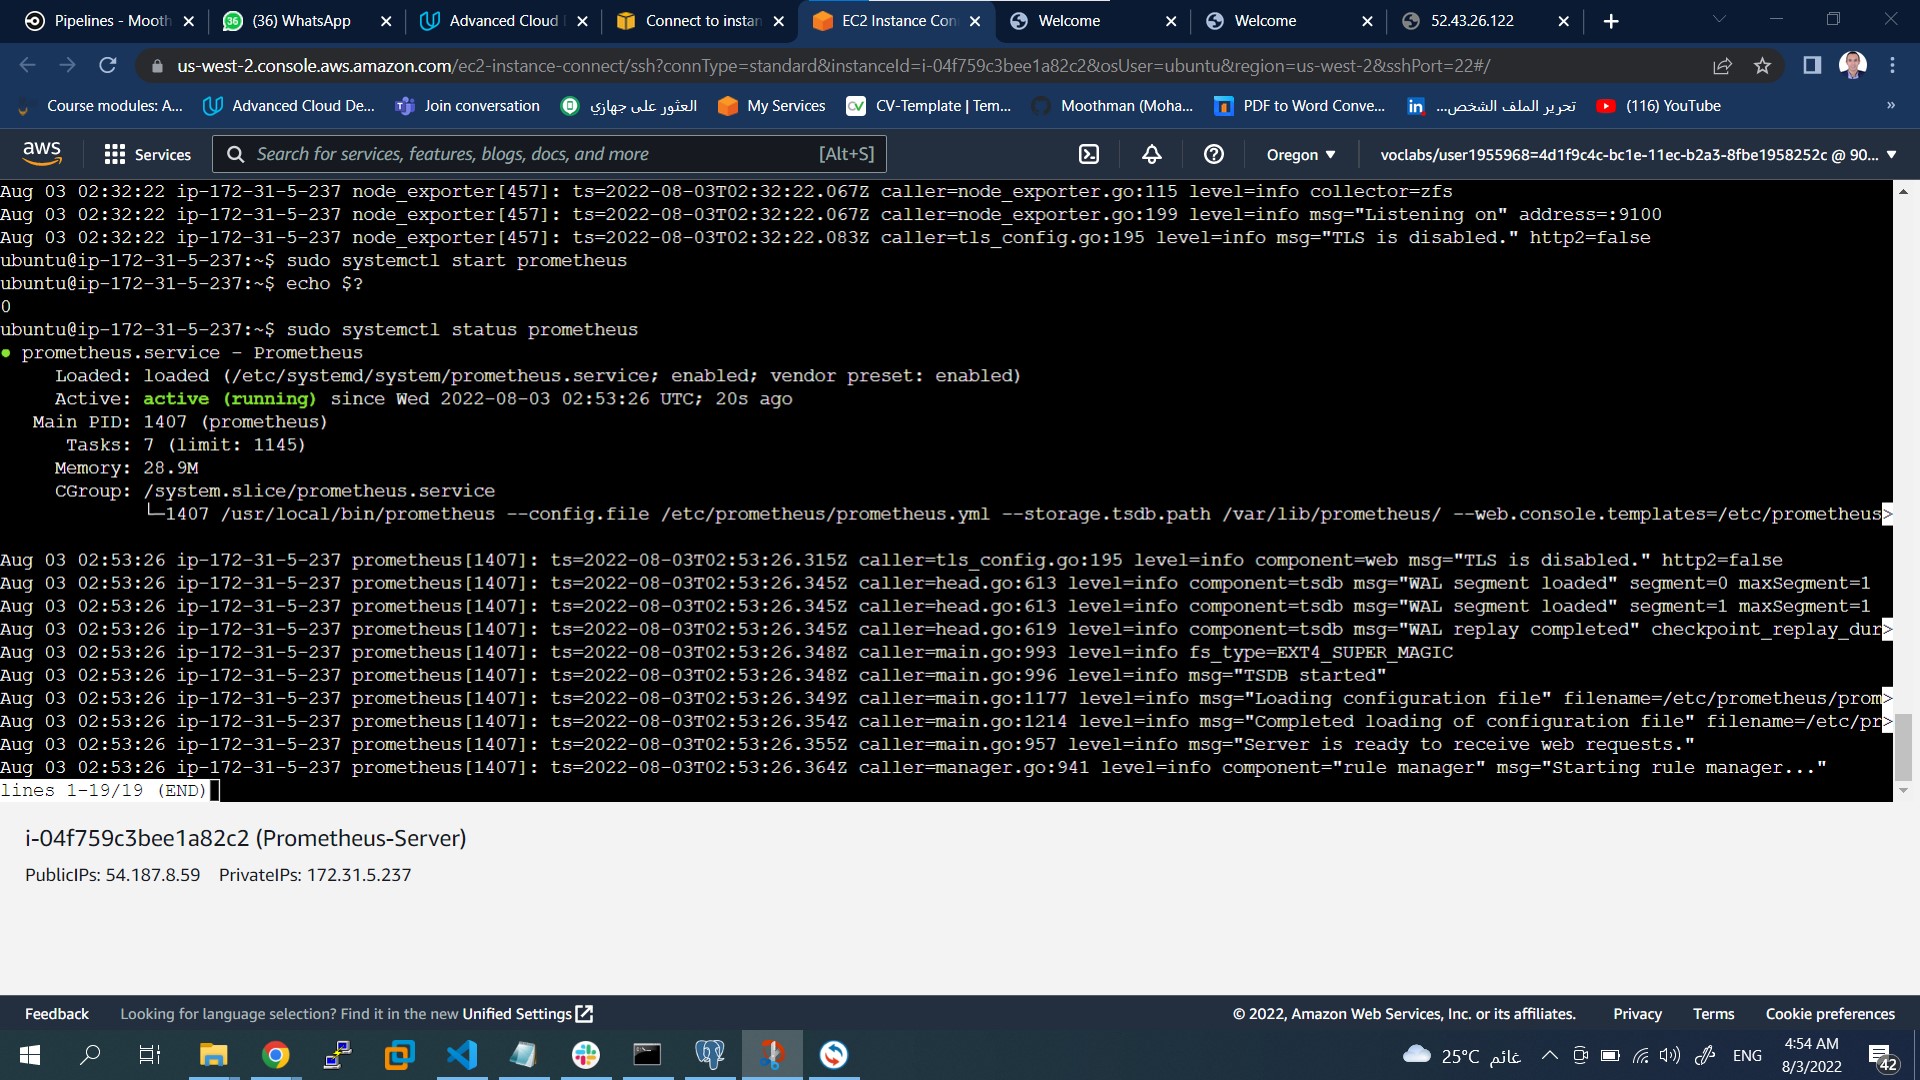 Pipelines - Mooth
(36) WhatsApp
Advanced Cloud
Connect to instan
EC2 Instance Con
Welcome
Welcome
52.43.26.122
us-west-2.console.aws.amazon.com/ec2-instance-connect/ssh?connType=standard&instanceId=i-04f759c3bee1a82c2&osUser=ubuntu&region=us-west-2&sshPort=22#/
Course modules: A...
Advanced Cloud De...
Join conversation
العثور على جهازي
My Services
CV-Template | Tem...
Moothman (Moha...
PDF to Word Conve...
تحرير الملف الشخص...
(116) YouTube
»
aws
Services
Search for services, features, blogs, docs, and more [Alt+S]
Oregon
voclabs/user1955968=4d1f9c4c-bc1e-11ec-b2a3-8fbe1958252c @ 90...
Aug 03 02:32:22 ip-172-31-5-237 node_exporter[457]: ts=2022-08-03T02:32:22.067Z caller=node_exporter.go:115 level=info collector=zfs
Aug 03 02:32:22 ip-172-31-5-237 node_exporter[457]: ts=2022-08-03T02:32:22.067Z caller=node_exporter.go:199 level=info msg="Listening on" address=:9100
Aug 03 02:32:22 ip-172-31-5-237 node_exporter[457]: ts=2022-08-03T02:32:22.083Z caller=tls_config.go:195 level=info msg="TLS is disabled." http2=false
ubuntu@ip-172-31-5-237:~$ sudo systemctl start prometheus
ubuntu@ip-172-31-5-237:~$ echo $?
0
ubuntu@ip-172-31-5-237:~$ sudo systemctl status prometheus
● prometheus.service - Prometheus
Loaded: loaded (/etc/systemd/system/prometheus.service; enabled; vendor preset: enabled)
Active: active (running) since Wed 2022-08-03 02:53:26 UTC; 20s ago
Main PID: 1407 (prometheus)
Tasks: 7 (limit: 1145)
Memory: 28.9M
CGroup: /system.slice/prometheus.service
└─1407 /usr/local/bin/prometheus --config.file /etc/prometheus/prometheus.yml --storage.tsdb.path /var/lib/prometheus/ --web.console.templates=/etc/prometheus>
Aug 03 02:53:26 ip-172-31-5-237 prometheus[1407]: ts=2022-08-03T02:53:26.315Z caller=tls_config.go:195 level=info component=web msg="TLS is disabled." http2=false
Aug 03 02:53:26 ip-172-31-5-237 prometheus[1407]: ts=2022-08-03T02:53:26.345Z caller=head.go:613 level=info component=tsdb msg="WAL segment loaded" segment=0 maxSegment=1
Aug 03 02:53:26 ip-172-31-5-237 prometheus[1407]: ts=2022-08-03T02:53:26.345Z caller=head.go:613 level=info component=tsdb msg="WAL segment loaded" segment=1 maxSegment=1
Aug 03 02:53:26 ip-172-31-5-237 prometheus[1407]: ts=2022-08-03T02:53:26.345Z caller=head.go:619 level=info component=tsdb msg="WAL replay completed" checkpoint_replay_dur>
Aug 03 02:53:26 ip-172-31-5-237 prometheus[1407]: ts=2022-08-03T02:53:26.348Z caller=main.go:993 level=info fs_type=EXT4_SUPER_MAGIC
Aug 03 02:53:26 ip-172-31-5-237 prometheus[1407]: ts=2022-08-03T02:53:26.348Z caller=main.go:996 level=info msg="TSDB started"
Aug 03 02:53:26 ip-172-31-5-237 prometheus[1407]: ts=2022-08-03T02:53:26.349Z caller=main.go:1177 level=info msg="Loading configuration file" filename=/etc/prometheus/prom>
Aug 03 02:53:26 ip-172-31-5-237 prometheus[1407]: ts=2022-08-03T02:53:26.354Z caller=main.go:1214 level=info msg="Completed loading of configuration file" filename=/etc/pr>
Aug 03 02:53:26 ip-172-31-5-237 prometheus[1407]: ts=2022-08-03T02:53:26.355Z caller=main.go:957 level=info msg="Server is ready to receive web requests."
Aug 03 02:53:26 ip-172-31-5-237 prometheus[1407]: ts=2022-08-03T02:53:26.364Z caller=manager.go:941 level=info component="rule manager" msg="Starting rule manager..."
lines 1-19/19 (END)
i-04f759c3bee1a82c2 (Prometheus-Server)
PublicIPs: 54.187.8.59 PrivateIPs: 172.31.5.237
Feedback
Looking for language selection? Find it in the new Unified Settings
© 2022, Amazon Web Services, Inc. or its affiliates.
Privacy
Terms
Cookie preferences
25°C غائم
ENG
4:54 AM
8/3/2022
42